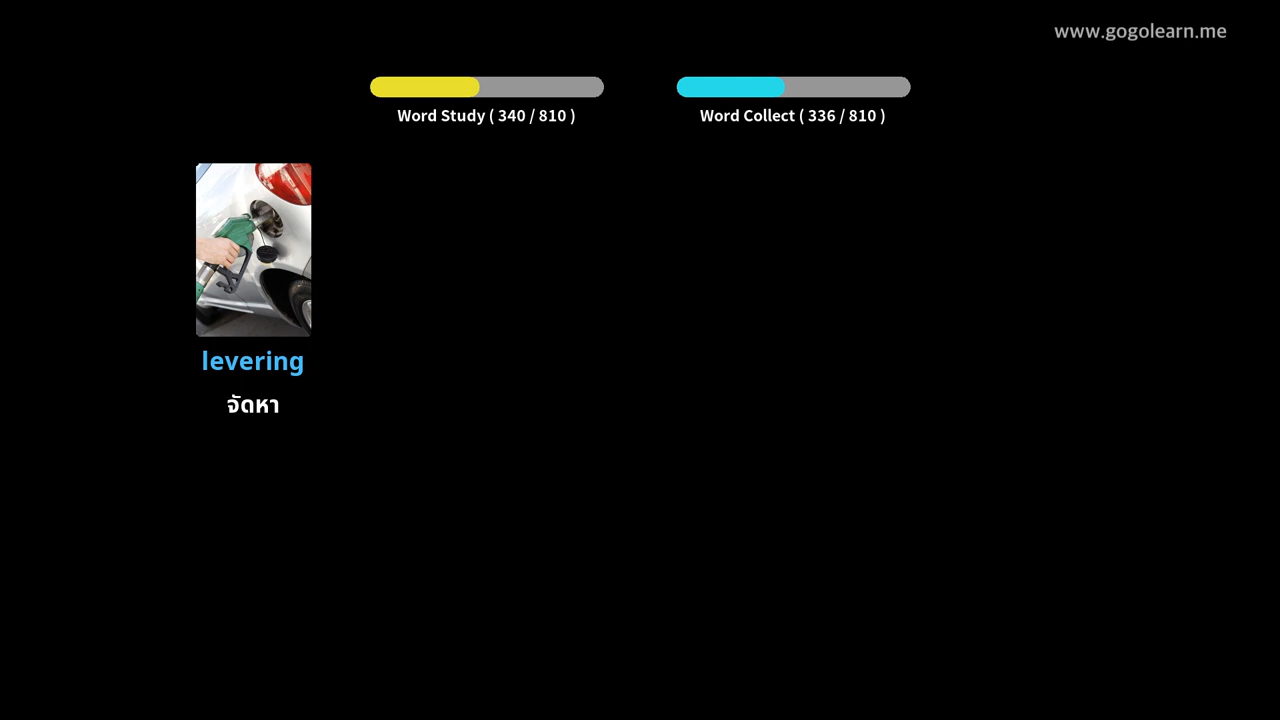 www.gogolearn.me
Word Study ( 340 / 810 )
Word Collect ( 336 / 810 )
levering
จัดหา